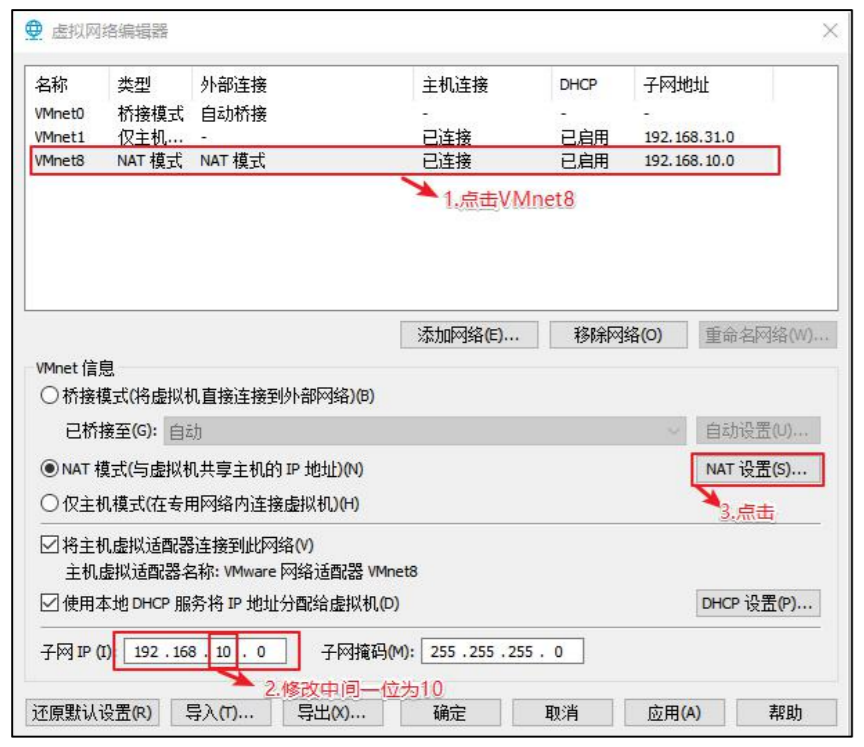 虚拟网络编辑器
名称 类型 外部连接 主机连接 DHCP 子网地址
VMnet0 桥接模式 自动桥接 - - -
VMnet1 仅主机... - 已连接 已启用 192.168.31.0
VMnet8 NAT 模式 NAT 模式 已连接 已启用 192.168.10.0
1.点击VMnet8
添加网络(E)... 移除网络(O) 重命名网络(W)...
VMnet 信息
桥接模式(将虚拟机直接连接到外部网络)(B)
已桥接至(G): 自动 自动设置(U)...
NAT 模式(与虚拟机共享主机的 IP 地址)(N) NAT 设置(S)...
仅主机模式(在专用网络内连接虚拟机)(H)
3.点击
将主机虚拟适配器连接到此网络(V)
主机虚拟适配器名称: VMware 网络适配器 VMnet8
使用本地 DHCP 服务将 IP 地址分配给虚拟机(D) DHCP 设置(P)...
子网 IP (I): 192 . 168 . 10 . 0 子网掩码(M): 255 . 255 . 255 . 0
2.修改中间一位为10
还原默认设置(R) 导入(T)... 导出(X)... 确定 取消 应用(A) 帮助